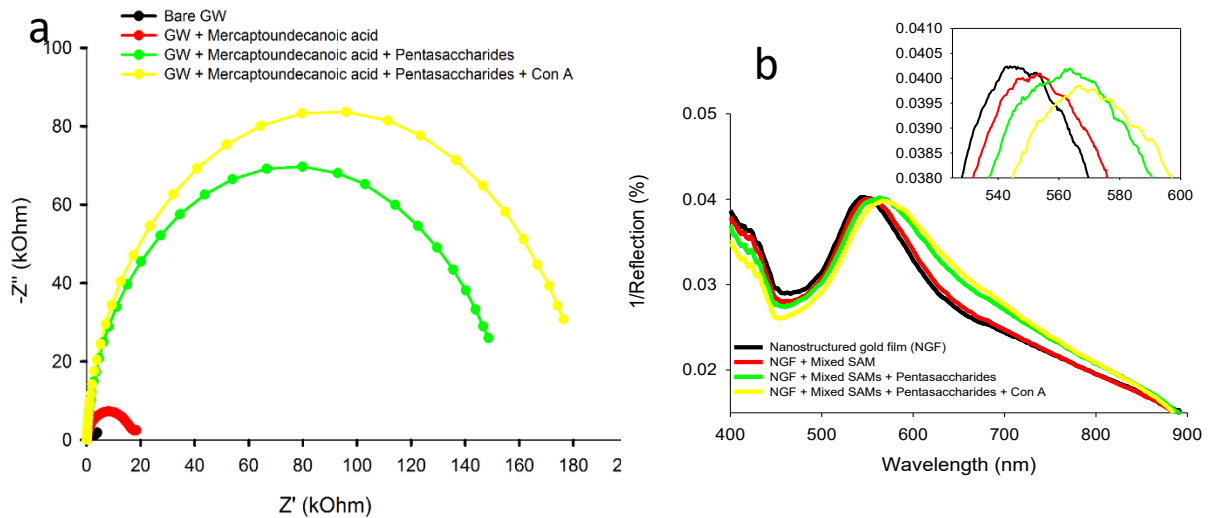 a
Bare GW
GW + Mercaptoundecanoic acid
GW + Mercaptoundecanoic acid + Pentasaccharides
GW + Mercaptoundecanoic acid + Pentasaccharides + Con A
100
80
60
40
20
0
-Z'' (kOhm)
0 20 40 60 80 100 120 140 160 180 2
Z' (kOhm)
b
0.0410
0.0405
0.0400
0.0395
0.0390
0.0385
0.0380
540 560 580 600
0.05
0.04
0.03
0.02
1/Reflection (%)
Nanostructured gold film (NGF)
NGF + Mixed SAM
NGF + Mixed SAMs + Pentasaccharides
NGF + Mixed SAMs + Pentasaccharides + Con A
400 500 600 700 800 900
Wavelength (nm)